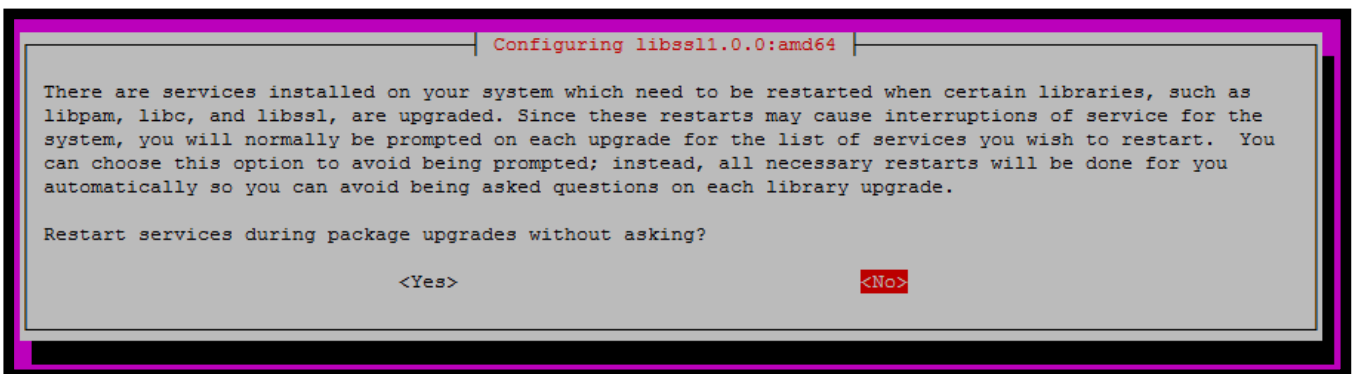 Configuring libssl1.0.0:amd64
There are services installed on your system which need to be restarted when certain libraries, such as
libpam, libc, and libssl, are upgraded. Since these restarts may cause interruptions of service for the
system, you will normally be prompted on each upgrade for the list of services you wish to restart.  You
can choose this option to avoid being prompted; instead, all necessary restarts will be done for you
automatically so you can avoid being asked questions on each library upgrade.
Restart services during package upgrades without asking?
<Yes> <No>